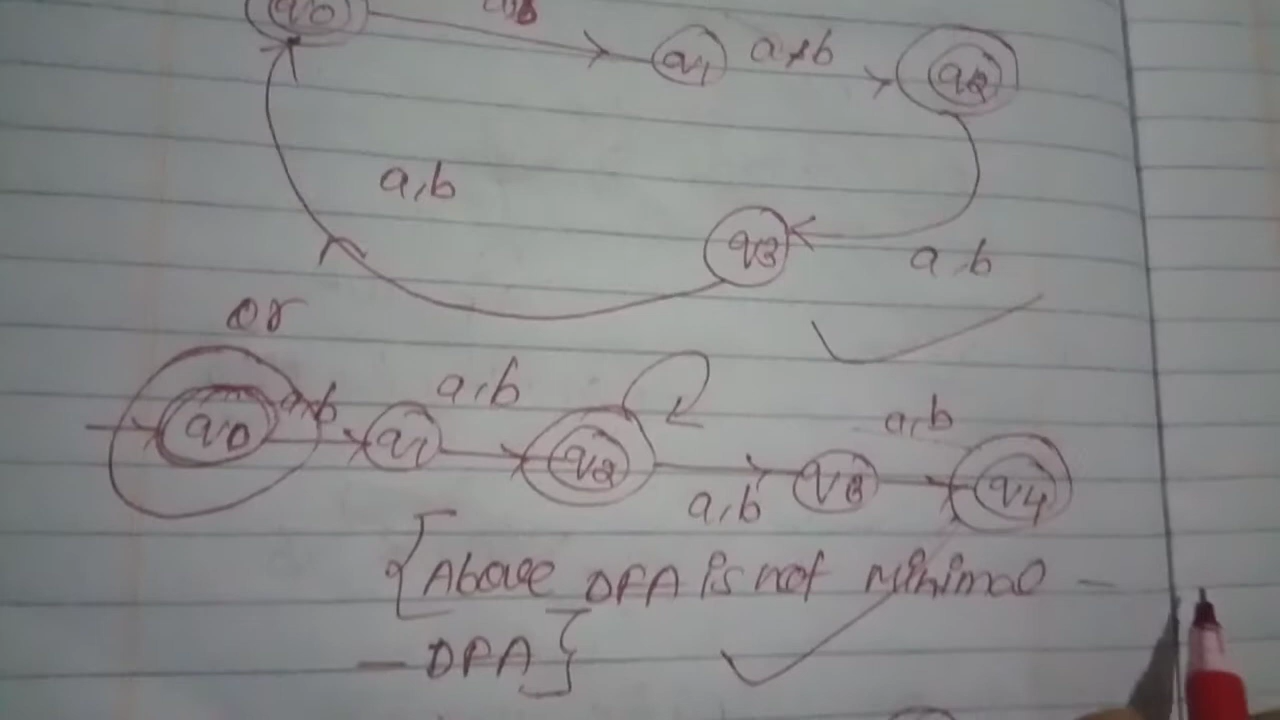 q0 a,b q1 a,b q2
a,b q3 a,b
or
q0 a,b q1 a,b q2 a,b q3 a,b q4
{Above DFA is not minimal –
– DFA}